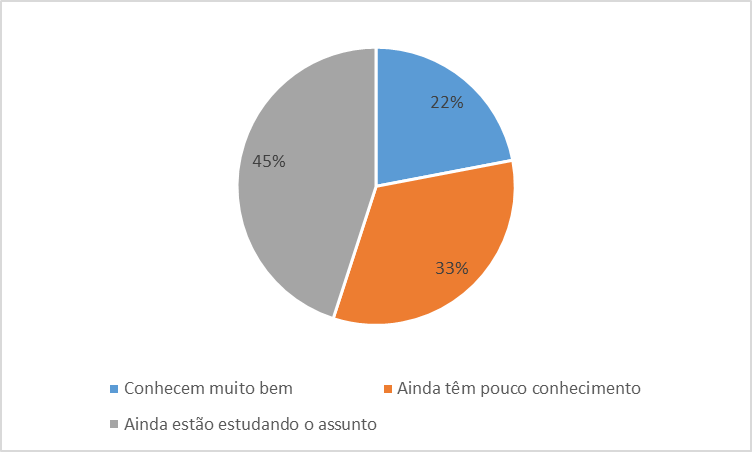 22%
45%
33%
Conhecem muito bem
Ainda têm pouco conhecimento
Ainda estão estudando o assunto